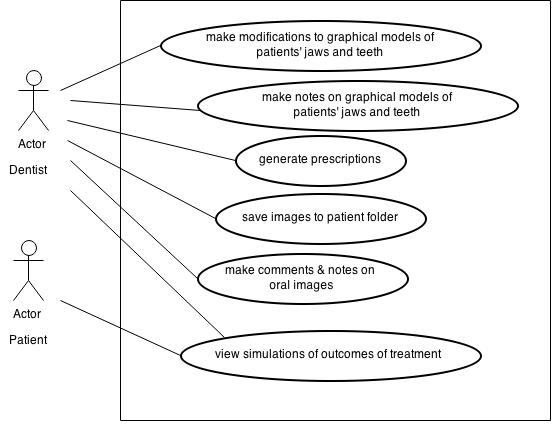 make modifications to graphical models of
patients' jaws and teeth
make notes on graphical models of
patients' jaws and teeth
Actor
Dentist
generate prescriptions
save images to patient folder
make comments & notes on
oral images
Actor
Patient
view simulations of outcomes of treatment